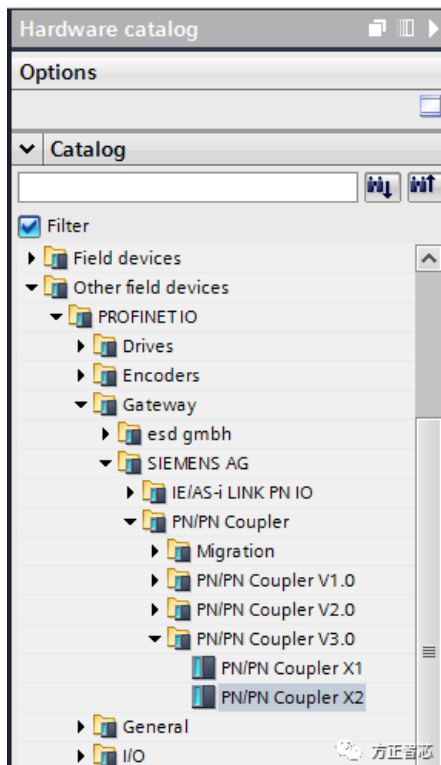 Hardware catalog
Options
Catalog
Filter
Field devices
Other field devices
PROFINET IO
Drives
Encoders
Gateway
esd gmbh
SIEMENS AG
IE/AS-i LINK PN IO
PN/PN Coupler
Migration
PN/PN Coupler V1.0
PN/PN Coupler V2.0
PN/PN Coupler V3.0
PN/PN Coupler X1
PN/PN Coupler X2
General
I/O
方正智芯